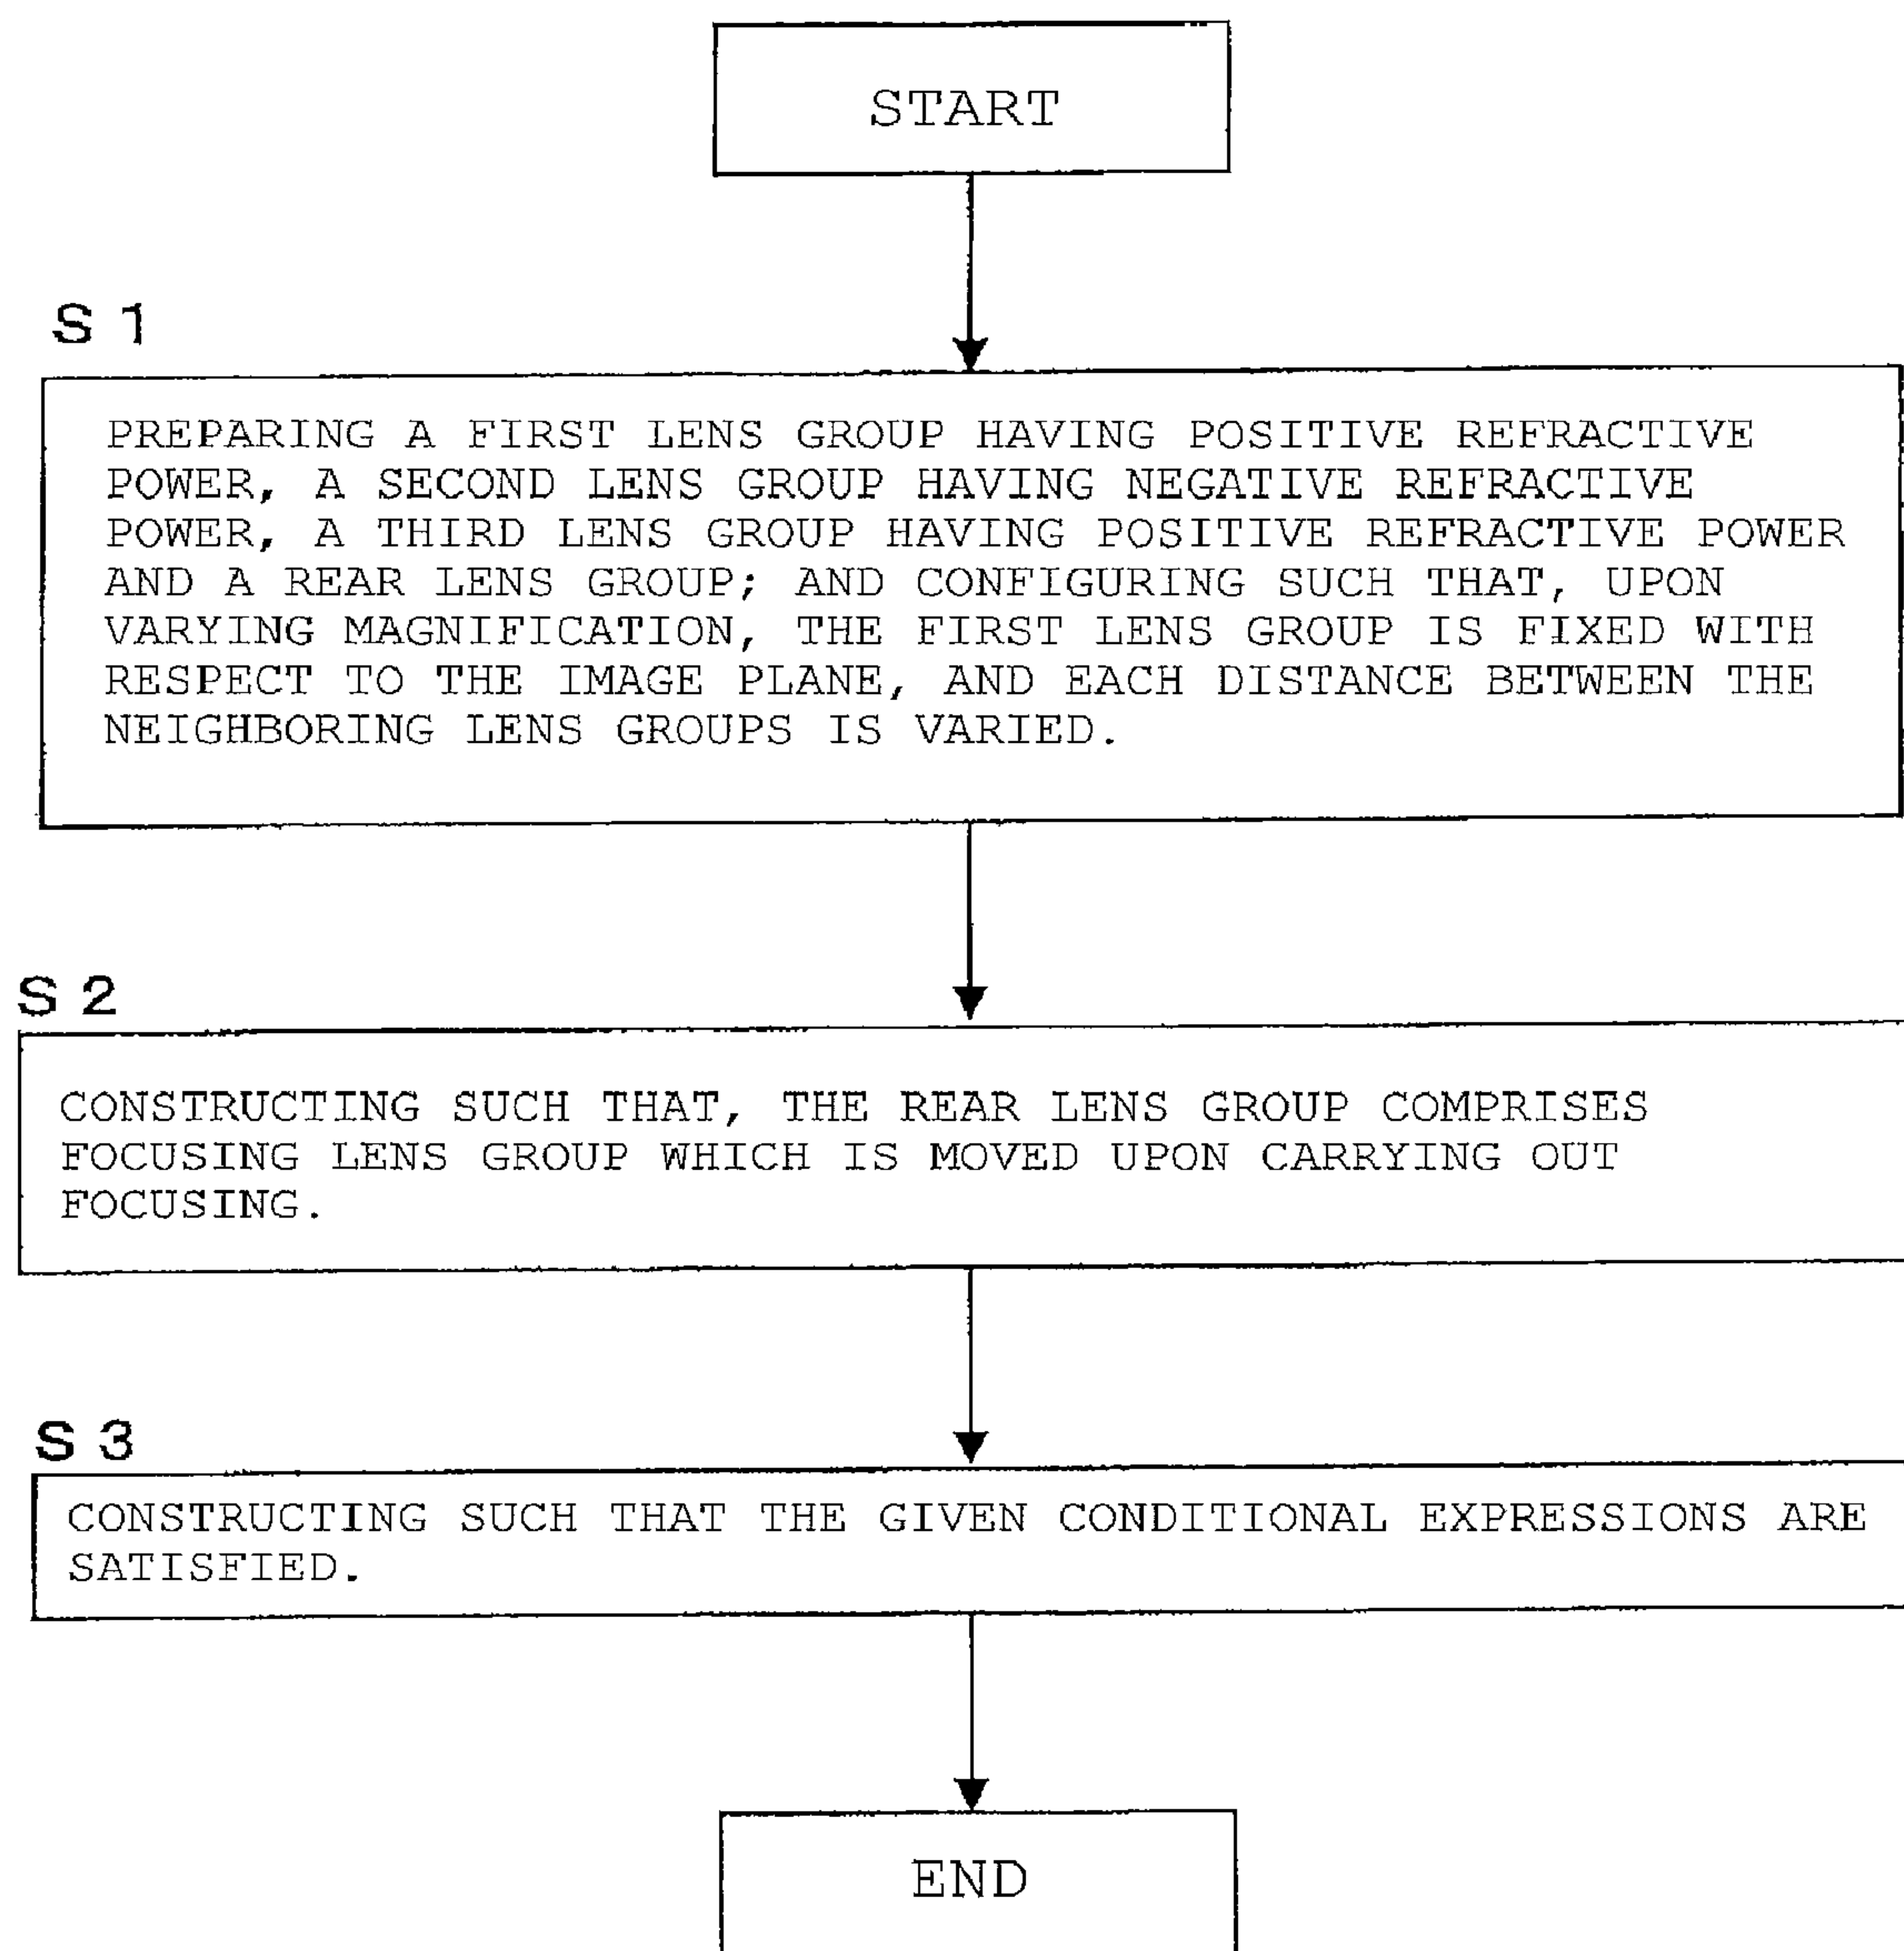 START
S 1
PREPARING A FIRST LENS GROUP HAVING POSITIVE REFRACTIVE
POWER, A SECOND LENS GROUP HAVING NEGATIVE REFRACTIVE
POWER, A THIRD LENS GROUP HAVING POSITIVE REFRACTIVE POWER
AND A REAR LENS GROUP; AND CONFIGURING SUCH THAT, UPON
VARYING MAGNIFICATION, THE FIRST LENS GROUP IS FIXED WITH
RESPECT TO THE IMAGE PLANE, AND EACH DISTANCE BETWEEN THE
NEIGHBORING LENS GROUPS IS VARIED.
S 2
CONSTRUCTING SUCH THAT, THE REAR LENS GROUP COMPRISES
FOCUSING LENS GROUP WHICH IS MOVED UPON CARRYING OUT
FOCUSING.
S 3
CONSTRUCTING SUCH THAT THE GIVEN CONDITIONAL EXPRESSIONS ARE
SATISFIED.
END